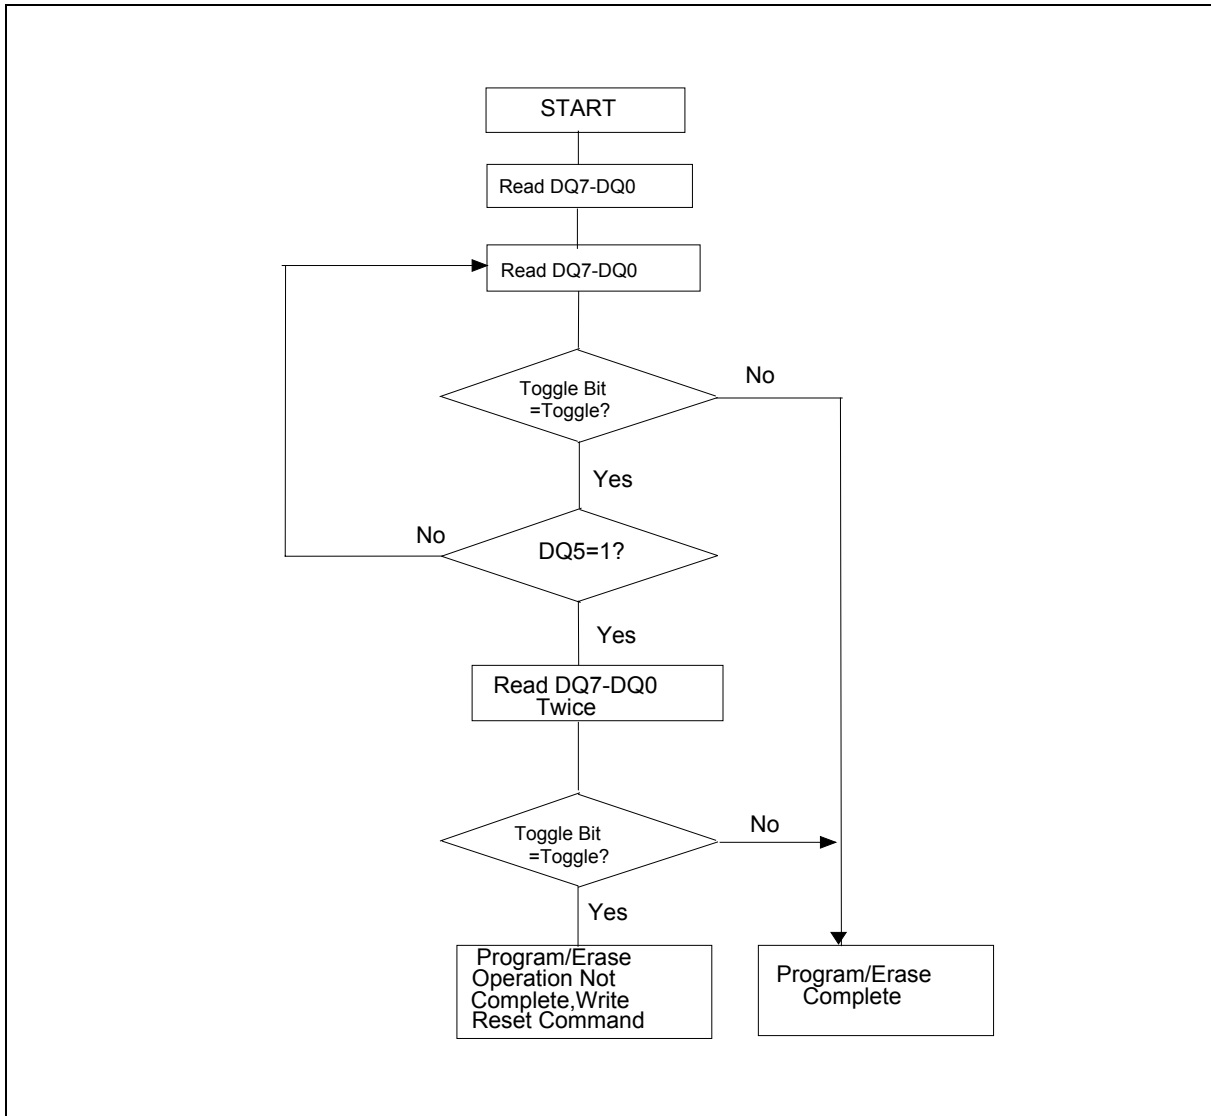 START
Read DQ7-DQ0
Read DQ7-DQ0
Toggle Bit
=Toggle?
No
Yes
No
DQ5=1?
Yes
Read DQ7-DQ0
Twice
Toggle Bit
=Toggle?
No
Yes
Program/Erase
Operation Not
Complete,Write
Reset Command
Program/Erase
Complete